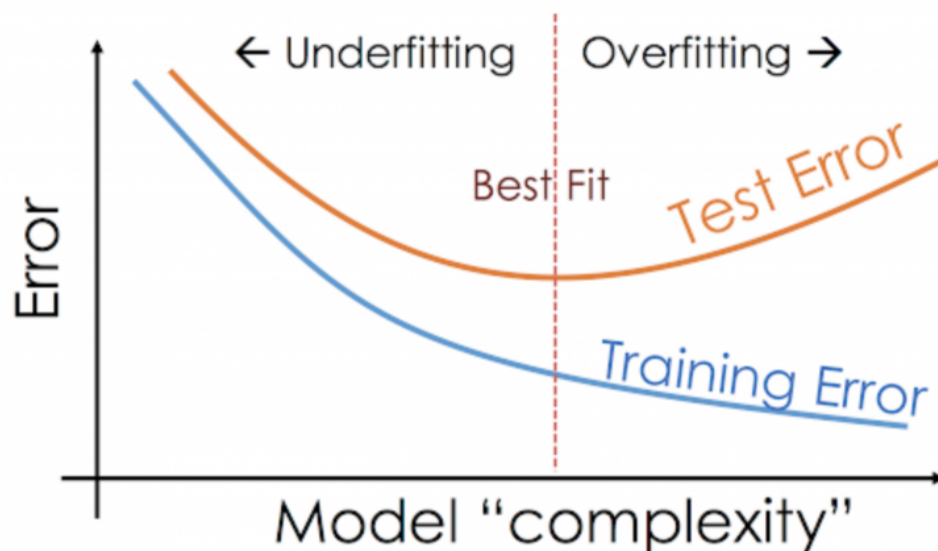 ← Underfitting
Overfitting →
Best Fit
Test Error
Error
Training Error
Model “complexity”